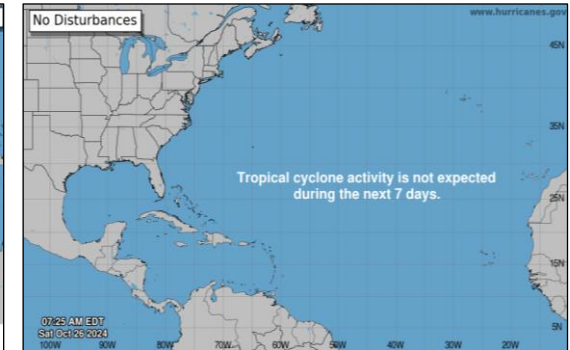 No Disturbances
www.hurricanes.gov
45N
35N
Tropical cyclone activity is not expected
during the next 7 days.
25N
15N
07:25 AM EDT
Sat Oct 26 2024
5N
100W 90W 80W 70W 60W 50W 40W 30W 20W